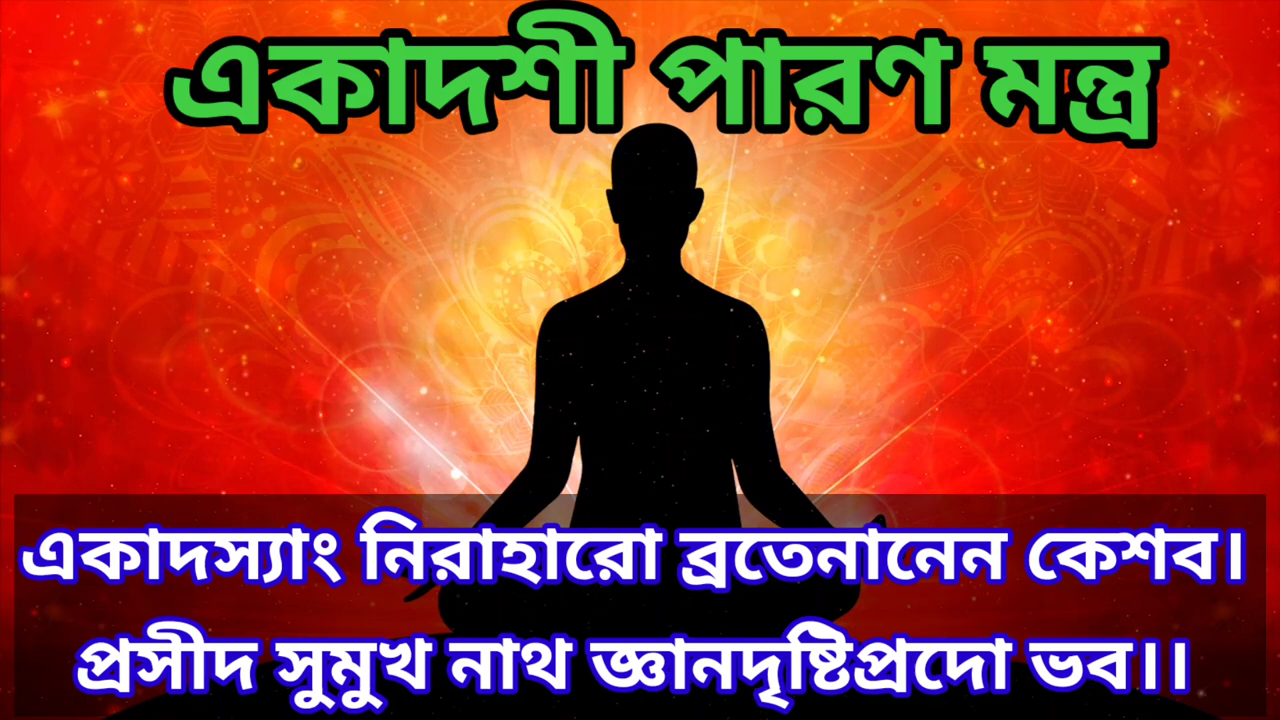 একাদশী পারণ মন্ত্র
একাদস্যাং নিরাহারো ব্রতেনানেন কেশব।
প্রসীদ সুমুখ নাথ জ্ঞানদৃষ্টিপ্রদো ভব।।